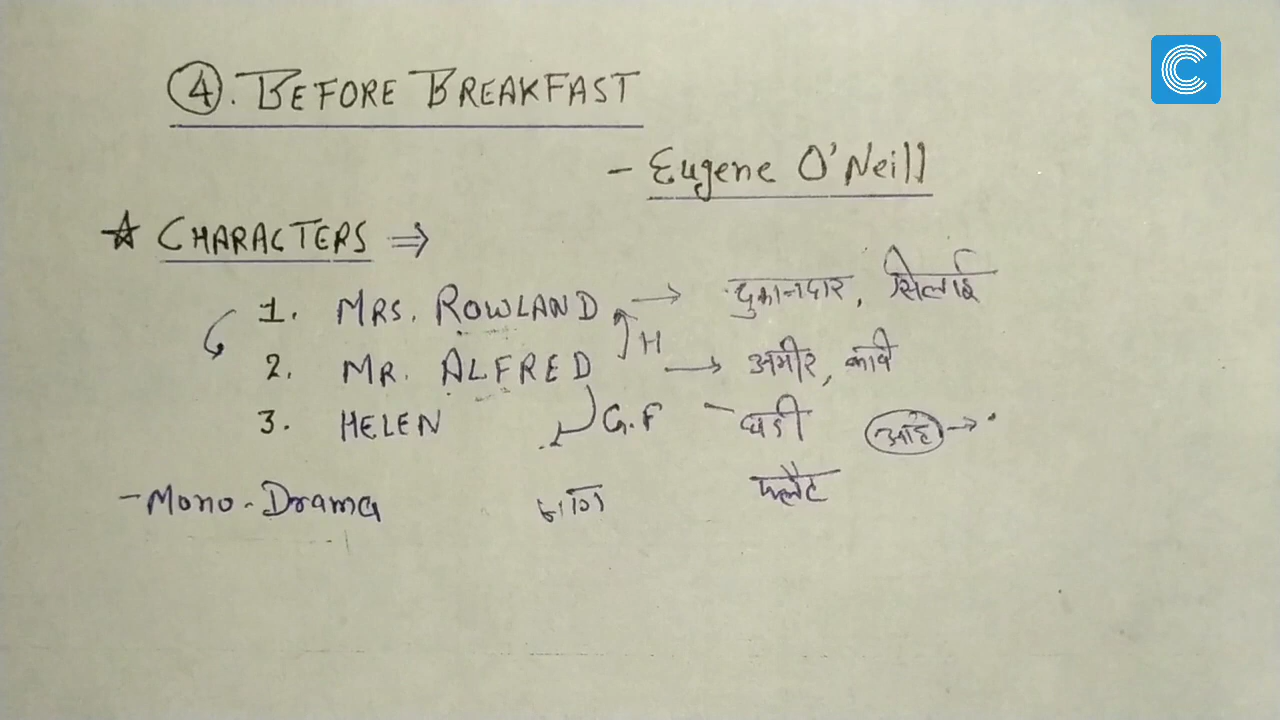 4. BEFORE BREAKFAST
- Eugene O'Neill
☆ CHARACTERS ⇒
1. MRS. ROWLAND → दुकानदार, सिलाई
H
2. MR. ALFRED → अमीर, कवि
3. HELEN G.F - घडी
- Mono-Drama फ्लैट